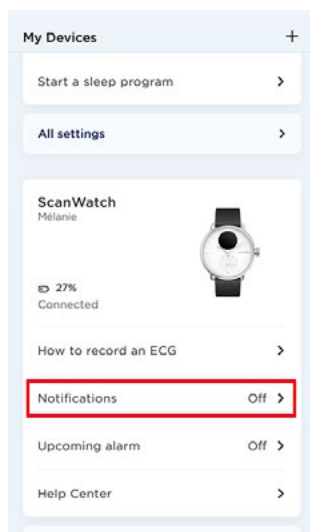 My Devices +
Start a sleep program
All settings
ScanWatch
Mélanie
27%
Connected
How to record an ECG
Notifications Off
Upcoming alarm Off
Help Center